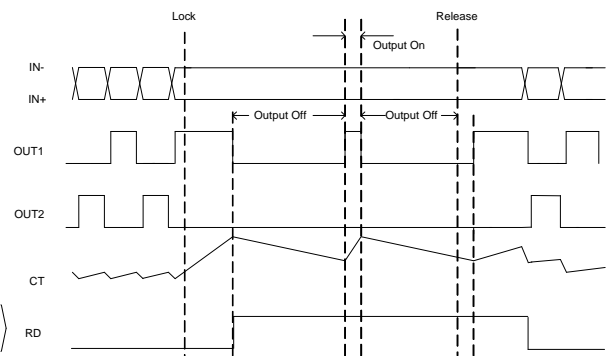 Lock
Release
Output On
IN-
IN+
Output Off
Output Off
OUT1
OUT2
CT
RD